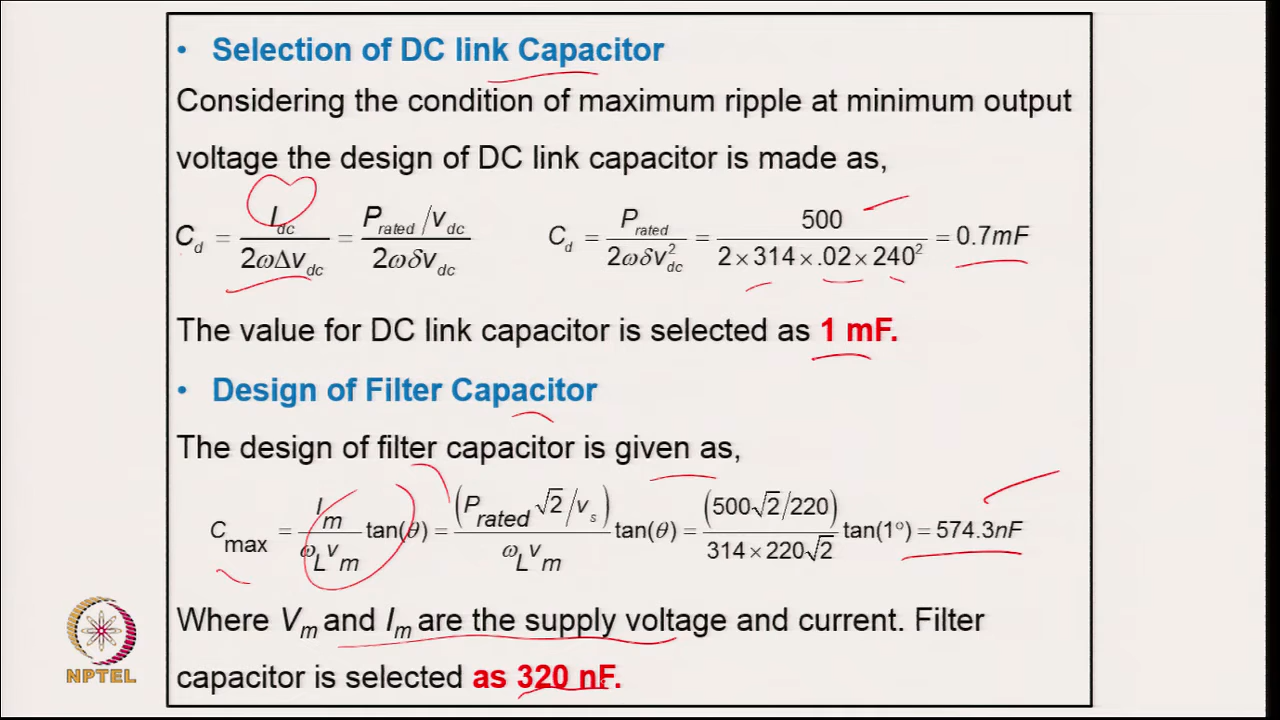 • Selection of DC link Capacitor
Considering the condition of maximum ripple at minimum output
voltage the design of DC link capacitor is made as,
C_d = I_dc / 2ωΔv_dc = P_rated/v_dc / 2ωδv_dc    C_d = P_rated / 2ωδv_dc^2 = 500 / 2×314×.02×240^2 = 0.7mF
The value for DC link capacitor is selected as 1 mF.
• Design of Filter Capacitor
The design of filter capacitor is given as,
C_max = I_m / ω_L v_m tan(θ) = (P_rated √2/v_s) / ω_L v_m tan(θ) = (500√2/220) / 314×220√2 tan(1°) = 574.3nF
Where V_m and I_m are the supply voltage and current. Filter
capacitor is selected as 320 nF.
NPTEL